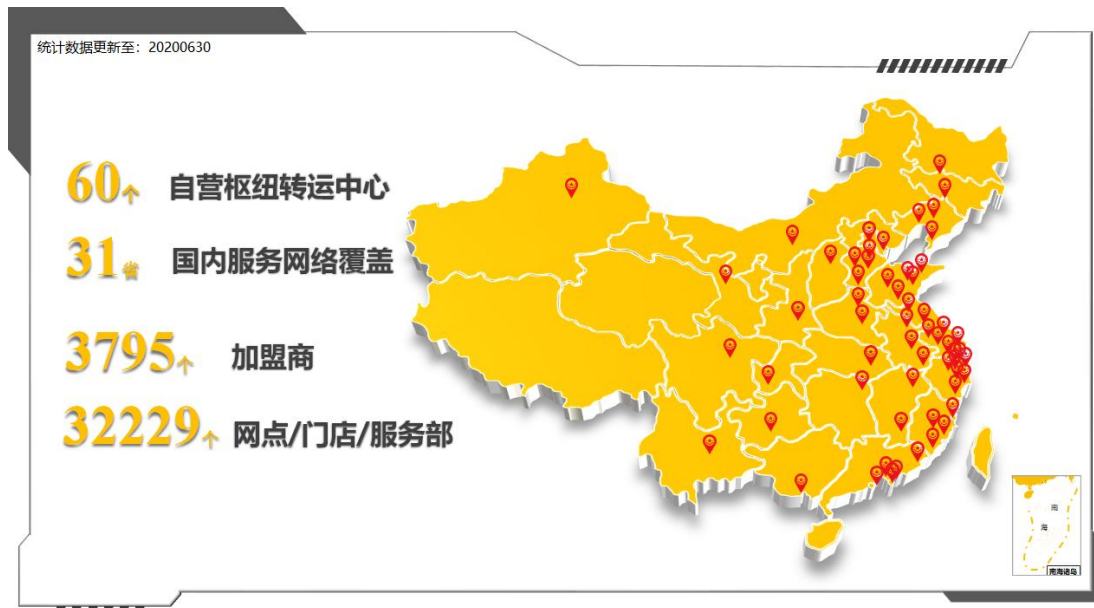 统计数据更新至：20200630
60个 自营枢纽转运中心
31省 国内服务网络覆盖
3795个 加盟商
32229个 网点/门店/服务部
南
海
南海诸岛